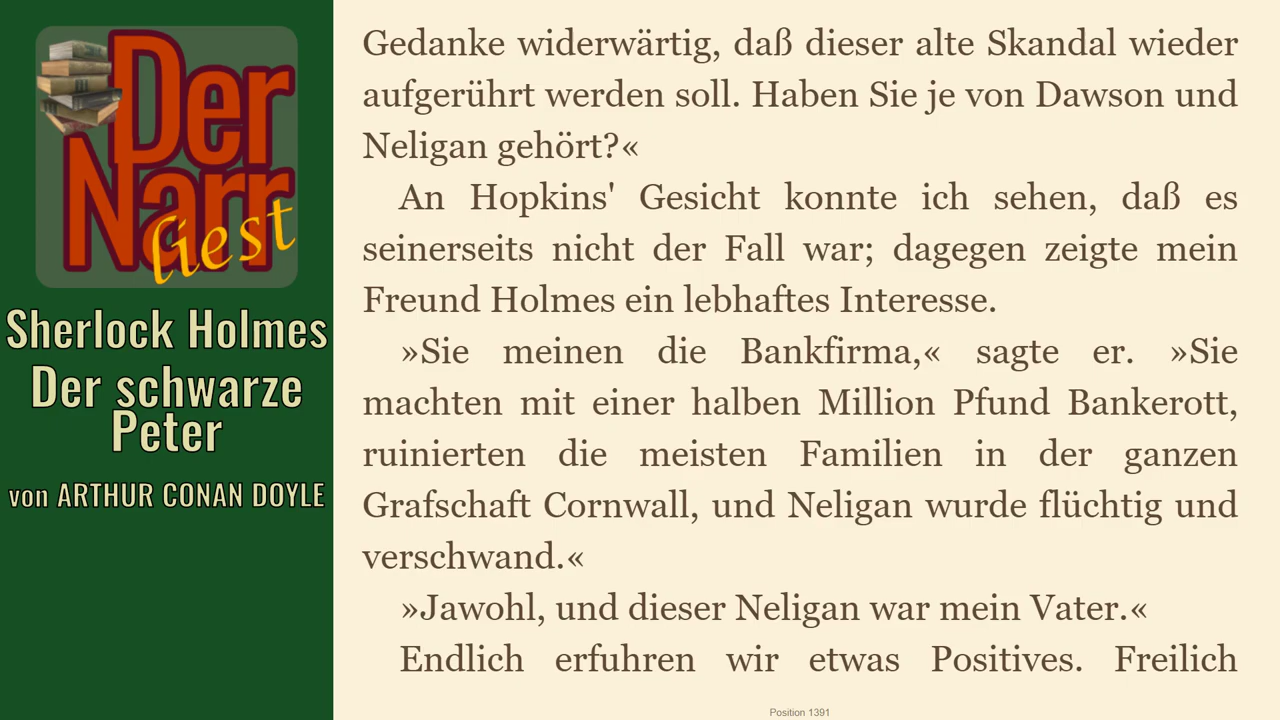 Der
Narr
liest
Sherlock Holmes
Der schwarze
Peter
von ARTHUR CONAN DOYLE
Gedanke widerwärtig, daß dieser alte Skandal wieder
aufgerührt werden soll. Haben Sie je von Dawson und
Neligan gehört?«
An Hopkins' Gesicht konnte ich sehen, daß es
seinerseits nicht der Fall war; dagegen zeigte mein
Freund Holmes ein lebhaftes Interesse.
»Sie meinen die Bankfirma,« sagte er. »Sie
machten mit einer halben Million Pfund Bankerott,
ruinierten die meisten Familien in der ganzen
Grafschaft Cornwall, und Neligan wurde flüchtig und
verschwand.«
»Jawohl, und dieser Neligan war mein Vater.«
Endlich erfuhren wir etwas Positives. Freilich
Position 1391